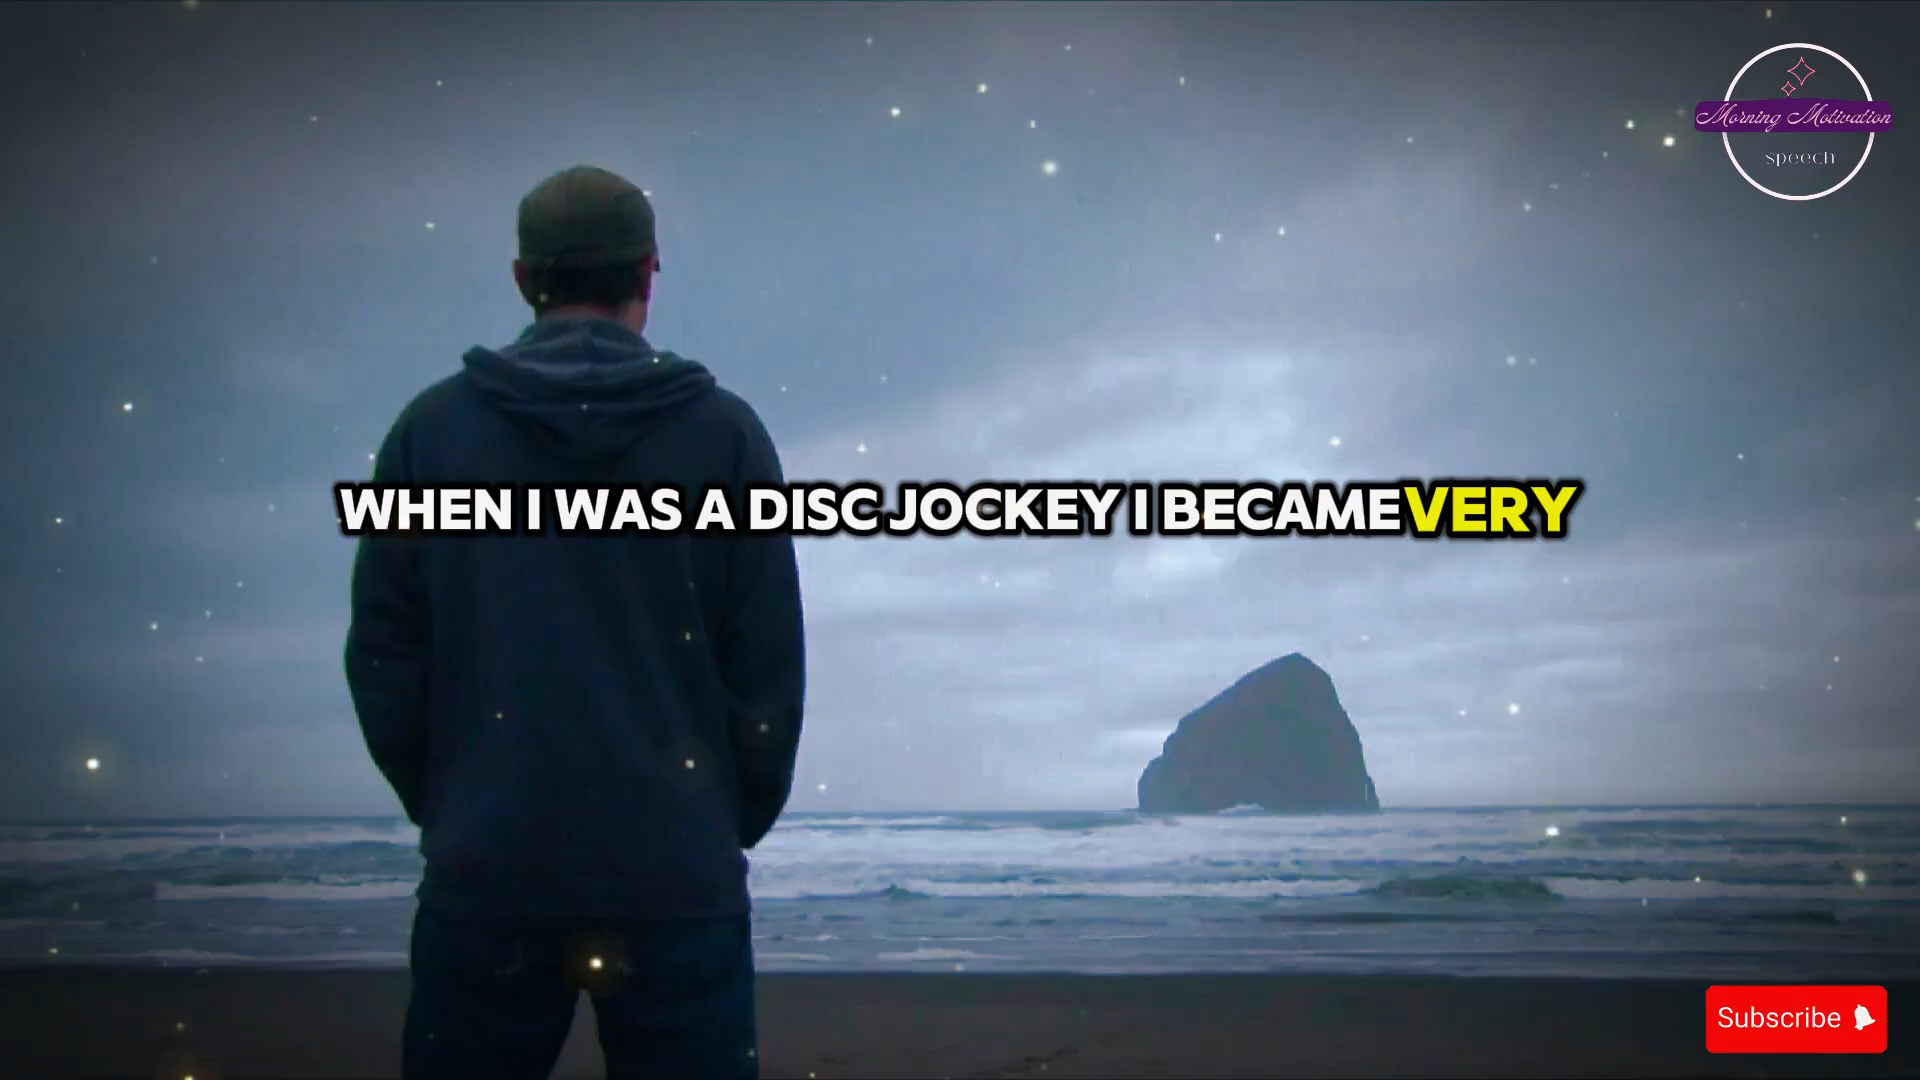 Morning Motivation
speech
WHEN I WAS A DISC JOCKEY I BECAME VERY
Subscribe